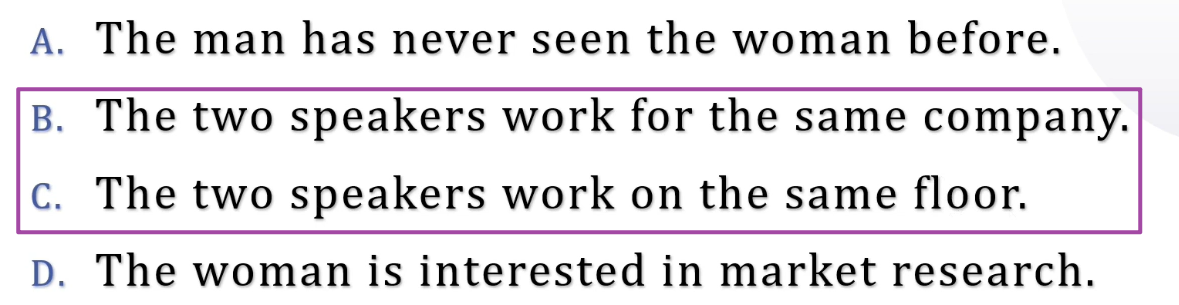 A. The man has never seen the woman before.
B. The two speakers work for the same company.
C. The two speakers work on the same floor.
D. The woman is interested in market research.